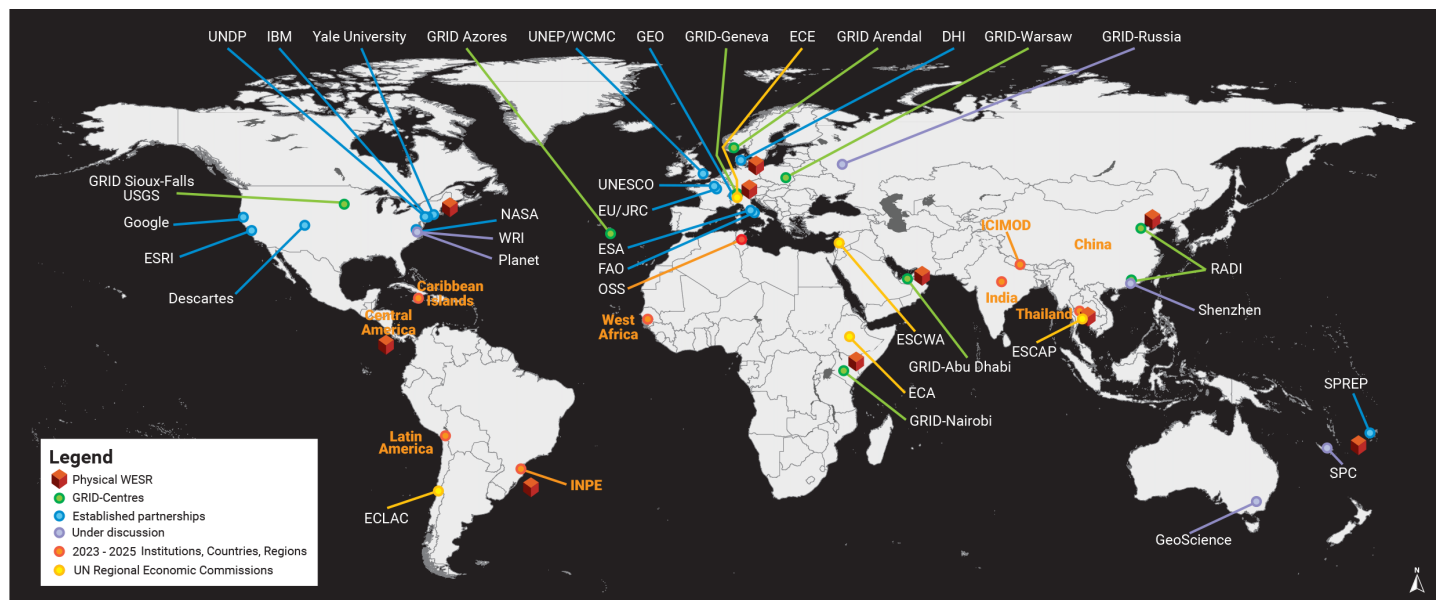 UNDP
IBM
Yale University
GRID Azores
UNEP/WCMC
GEO
GRID-Geneva
ECE
GRID Arendal
DHI
GRID-Warsaw
GRID-Russia
GRID Sioux-Falls
USGS
Google
ESRI
Descartes
NASA
WRI
Planet
UNESCO
EU/JRC
ESA
FAO
OSS
ICIMOD
China
RADI
India
Thailand
Shenzhen
Caribbean
Islands
Central
America
West
Africa
ESCWA
ESCAP
GRID-Abu Dhabi
ECA
GRID-Nairobi
SPREP
SPC
GeoScience
Latin
America
INPE
ECLAC
Legend
Physical WESR
GRID-Centres
Established partnerships
Under discussion
2023 - 2025 Institutions, Countries, Regions
UN Regional Economic Commissions
N